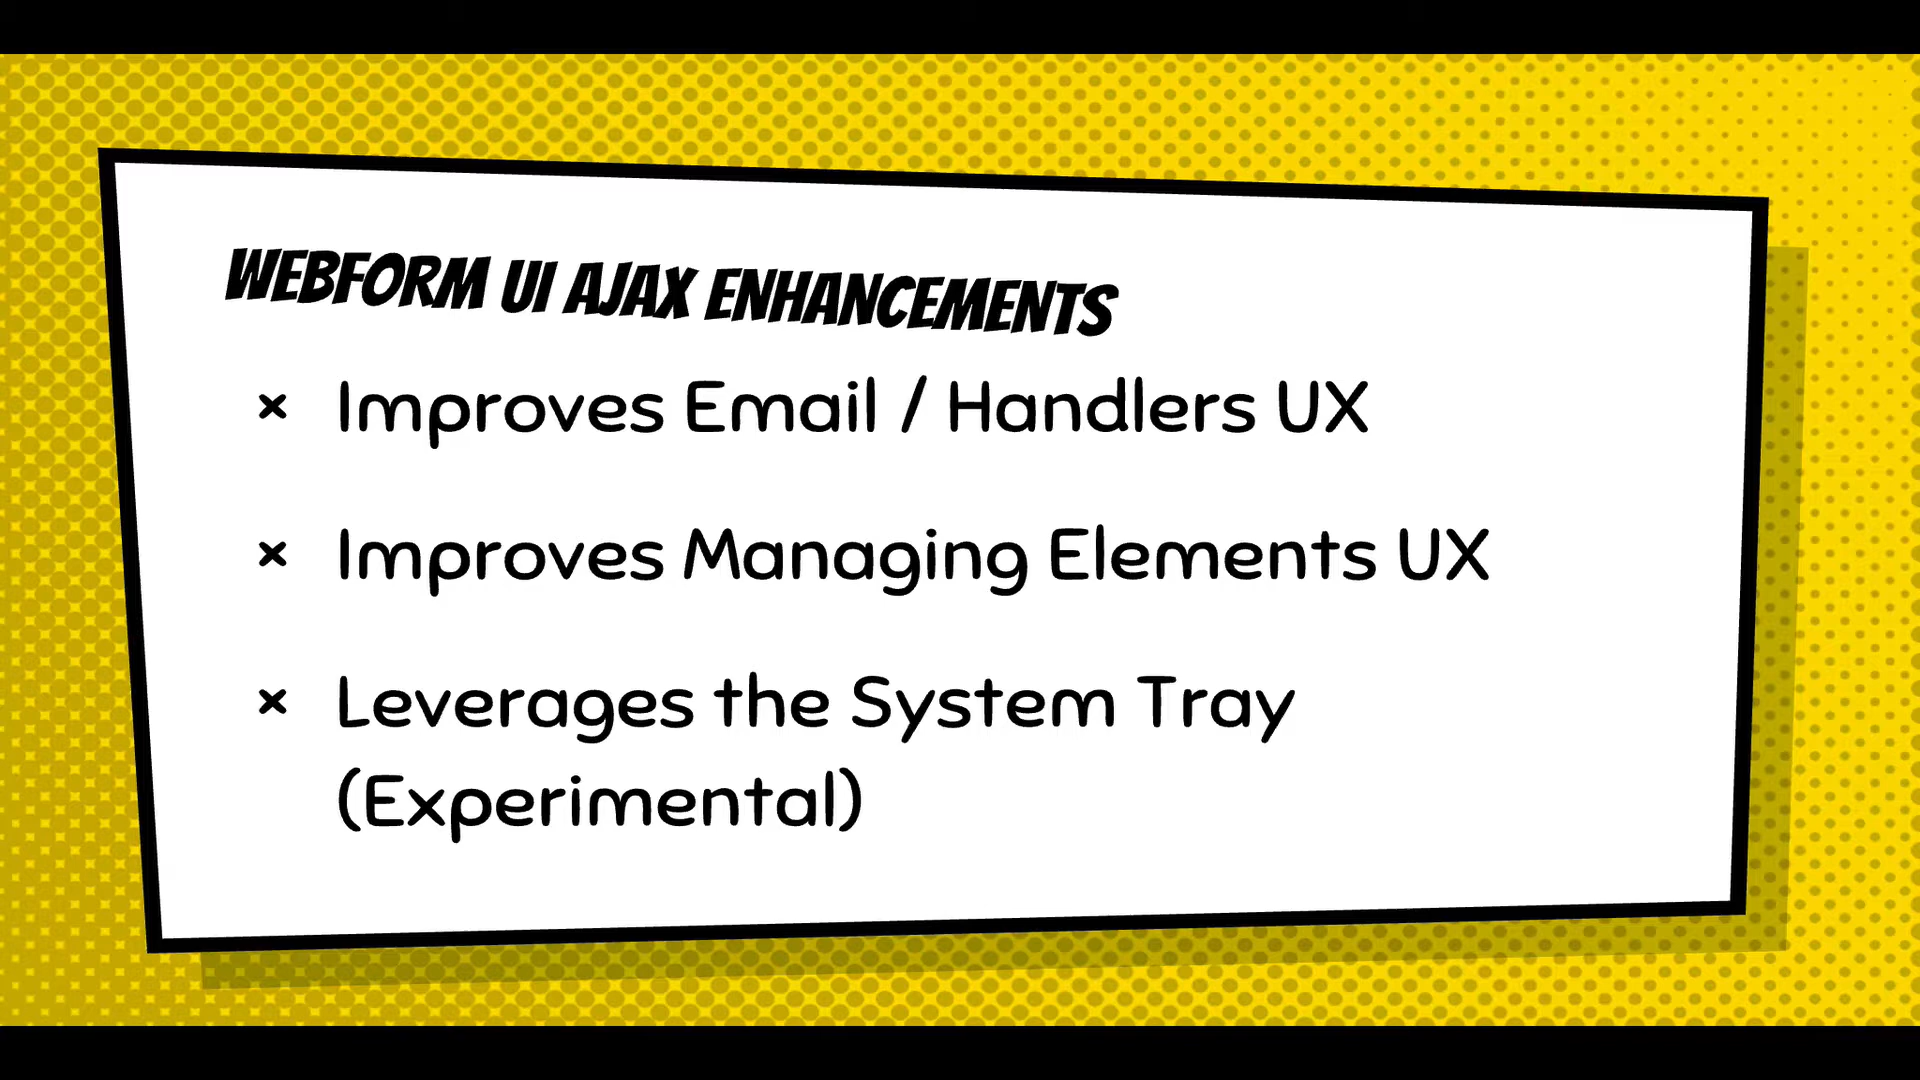 WEBFORM UI AJAX ENHANCEMENTS
× Improves Email / Handlers UX
× Improves Managing Elements UX
× Leverages the System Tray
(Experimental)